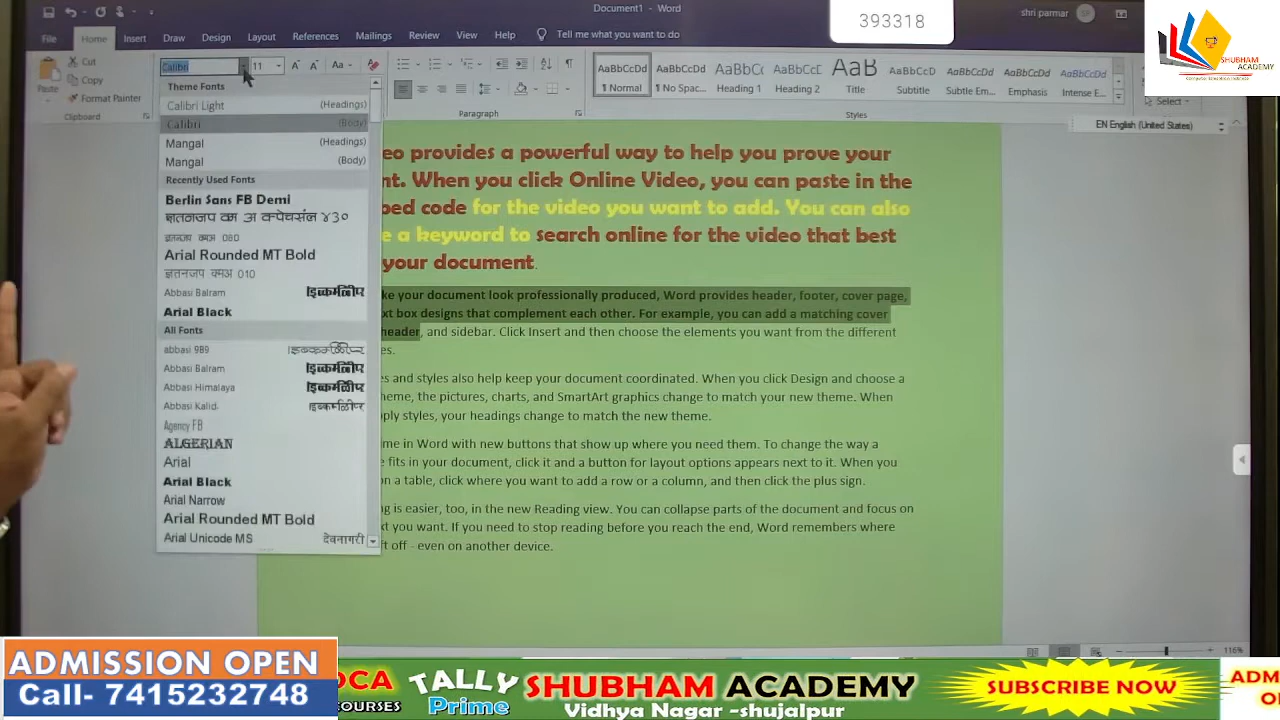 Document1 - Word
393318
shri parmar
SP
SHUBHAM
ACADEMY
File Home Insert Draw Design Layout References Mailings Review View Help Tell me what you want to do
Paste
Cut
Copy
Format Painter
Clipboard
Calibri 11 Aa
Paragraph
AaBbCcDd AaBbCcDd AaBbCc AaBbCcD AaB AaBbCcD AaBbCcDd AaBbCcDd AaBbCcDd
¶ Normal ¶ No Spac... Heading 1 Heading 2 Title Subtitle Subtle Em... Emphasis Intense E...
Styles
Select
EN English (United States)
Theme Fonts
Calibri Light (Headings)
Calibri (Body)
Mangal (Headings)
Mangal (Body)
Recently Used Fonts
Berlin Sans FB Demi
Arial Rounded MT Bold
Abbasi Balram
Arial Black
All Fonts
abbasi 989
Abbasi Balram
Abbasi Himalaya
Abbasi Kalid
Agency FB
ALGERIAN
Arial
Arial Black
Arial Narrow
Arial Rounded MT Bold
Arial Unicode MS देवनागरी
eo provides a powerful way to help you prove your
nt. When you click Online Video, you can paste in the
bed code for the video you want to add. You can also
e a keyword to search online for the video that best
your document.
ke your document look professionally produced, Word provides header, footer, cover page,
xt box designs that complement each other. For example, you can add a matching cover
header, and sidebar. Click Insert and then choose the elements you want from the different
es.
es and styles also help keep your document coordinated. When you click Design and choose a
heme, the pictures, charts, and SmartArt graphics change to match your new theme. When
ply styles, your headings change to match the new theme.
me in Word with new buttons that show up where you need them. To change the way a
e fits in your document, click it and a button for layout options appears next to it. When you
on a table, click where you want to add a row or a column, and then click the plus sign.
ng is easier, too, in the new Reading view. You can collapse parts of the document and focus on
xt you want. If you need to stop reading before you reach the end, Word remembers where
ft off - even on another device.
116%
ADMISSION OPEN
Call- 7415232748
DCA
COURSES
TALLY
Prime
SHUBHAM ACADEMY
Vidhya Nagar -shujalpur
SUBSCRIBE NOW
ADM
O